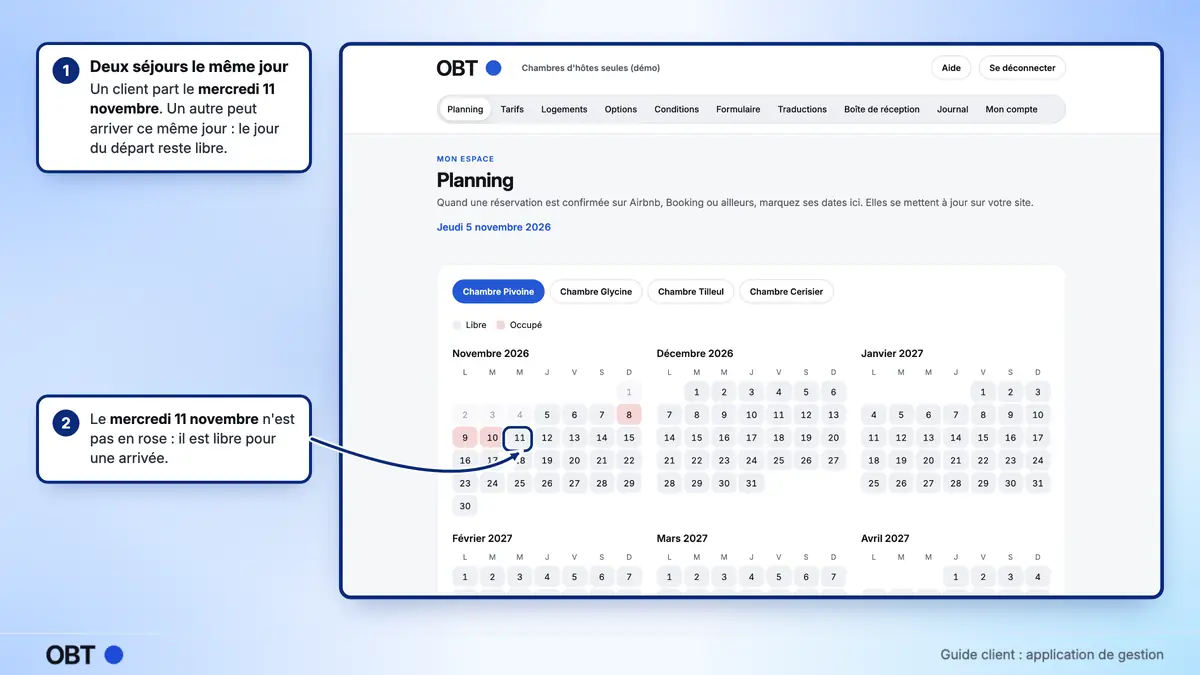 1
Deux séjours le même jour
Un client part le mercredi 11
novembre. Un autre peut
arriver ce même jour : le jour
du départ reste libre.
2
Le mercredi 11 novembre n'est
pas en rose : il est libre pour
une arrivée.
OBT
Chambres d'hôtes seules (démo)
Aide
Se déconnecter
Planning Tarifs Logements Options Conditions Formulaire Traductions Boîte de réception Journal Mon compte
MON ESPACE
Planning
Quand une réservation est confirmée sur Airbnb, Booking ou ailleurs, marquez ses dates ici. Elles se mettent à jour sur votre site.
Jeudi 5 novembre 2026
Chambre Pivoine Chambre Glycine Chambre Tilleul Chambre Cerisier
Libre Occupé
Novembre 2026
L M M J V S D
1
2 3 4 5 6 7 8
9 10 11 12 13 14 15
16 17 18 19 20 21 22
23 24 25 26 27 28 29
30
Décembre 2026
L M M J V S D
1 2 3 4 5 6
7 8 9 10 11 12 13
14 15 16 17 18 19 20
21 22 23 24 25 26 27
28 29 30 31
Janvier 2027
L M M J V S D
1 2 3
4 5 6 7 8 9 10
11 12 13 14 15 16 17
18 19 20 21 22 23 24
25 26 27 28 29 30 31
Février 2027
L M M J V S D
1 2 3 4 5 6 7
Mars 2027
L M M J V S D
1 2 3 4 5 6 7
Avril 2027
L M M J V S D
1 2 3 4
OBT
Guide client : application de gestion